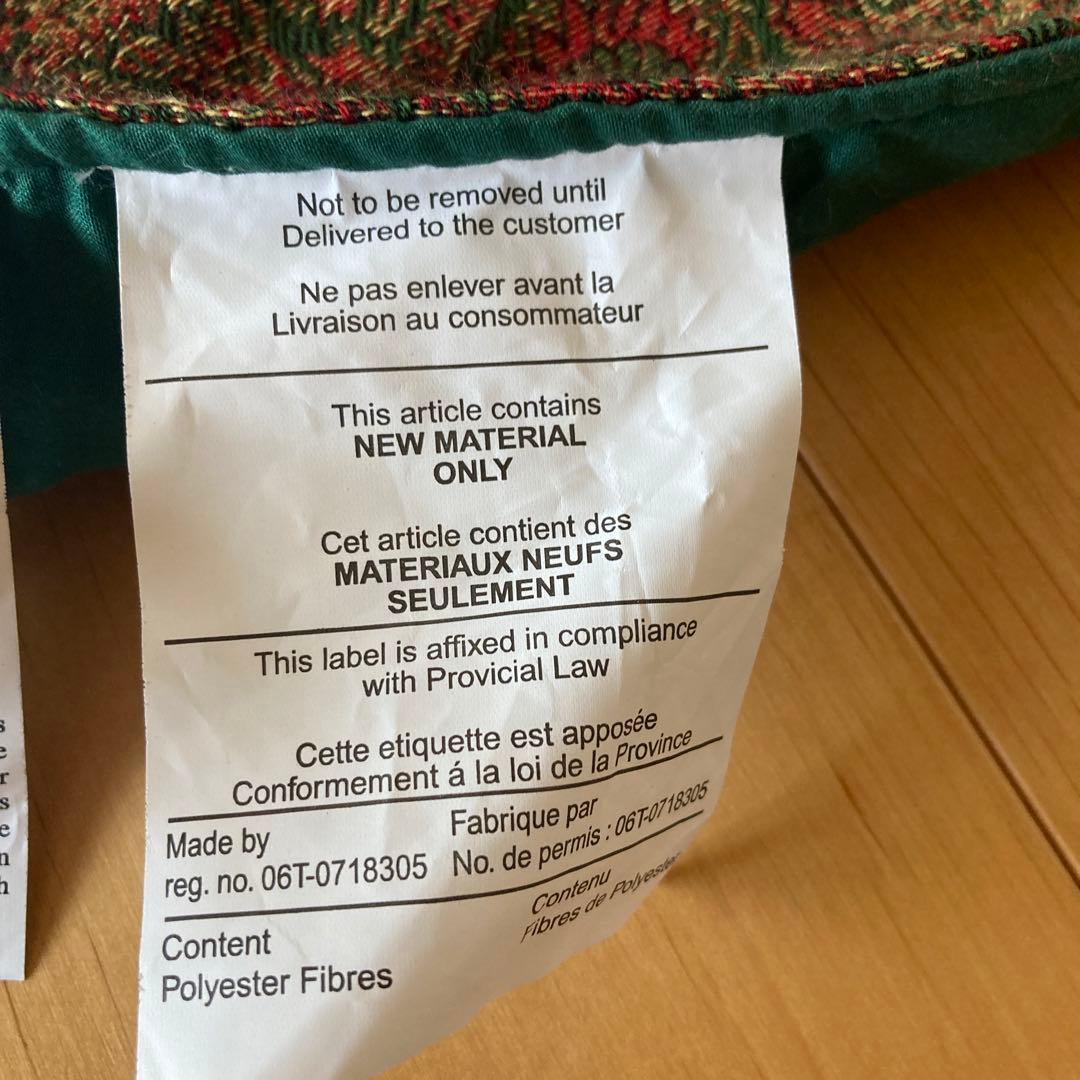 Not to be removed until
Delivered to the customer
Ne pas enlever avant la
Livraison au consommateur
This article contains
NEW MATERIAL
ONLY
Cet article contient des
MATERIAUX NEUFS
SEULEMENT
This label is affixed in compliance
with Provicial Law
Cette etiquette est apposée
Conformement á la loi de la Province
Made by
reg. no. 06T-0718305
Fabrique par
No. de permis : 06T-0718305
Content
Polyester Fibres
Contenu
Fibres de Polyester
s
e
r
s
e
n
h